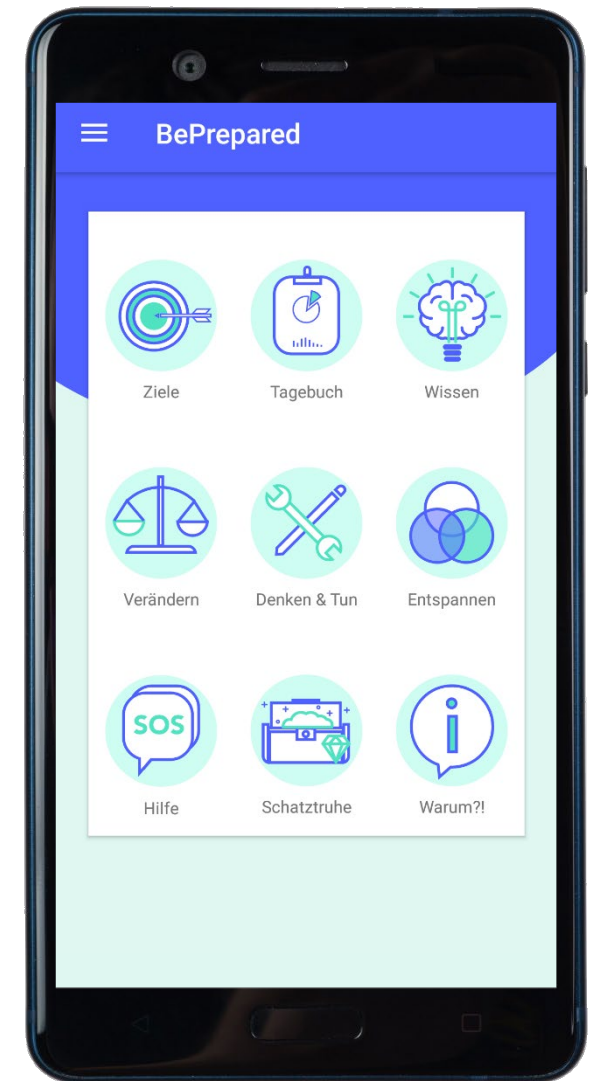 BePrepared
Ziele
Tagebuch
Wissen
Verändern
Denken & Tun
Entspannen
SOS
Hilfe
Schatztruhe
Warum?!